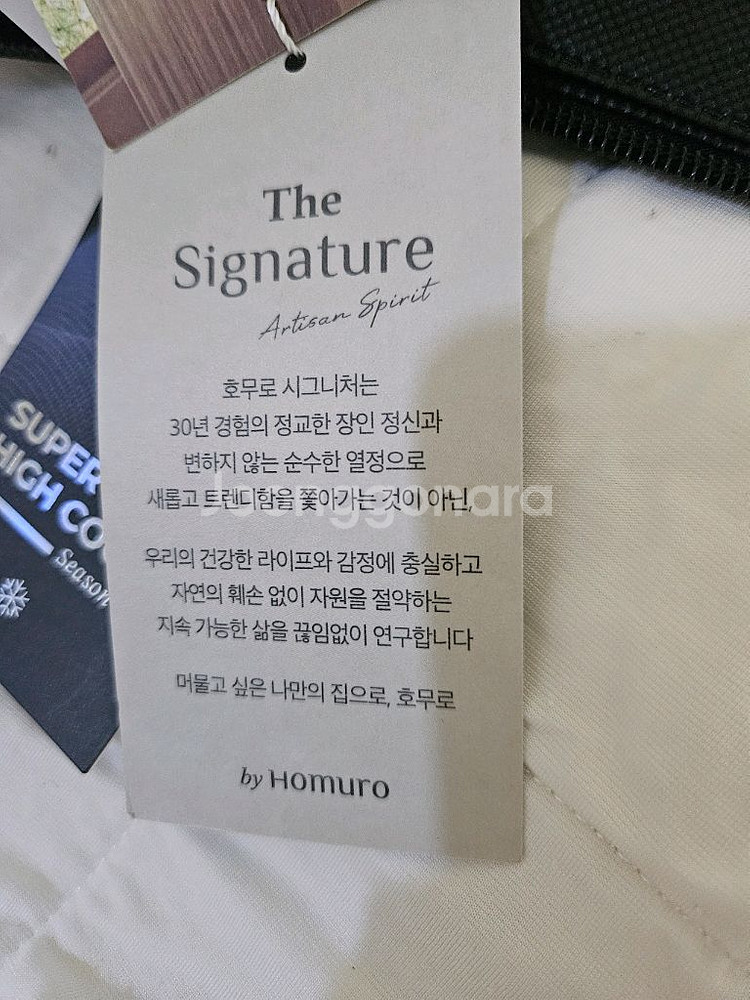 The
Signature
Artisan Spirit
호무로 시그니처는
30년 경험의 정교한 장인 정신과
변하지 않는 순수한 열정으로
새롭고 트렌디함을 쫓아가는 것이 아닌,
Joonggonara
우리의 건강한 라이프와 감정에 충실하고
자연의 훼손 없이 자원을 절약하는
지속 가능한 삶을 끊임없이 연구합니다
머물고 싶은 나만의 집으로, 호무로
by Homuro
SUPER
HIGH CO
Season